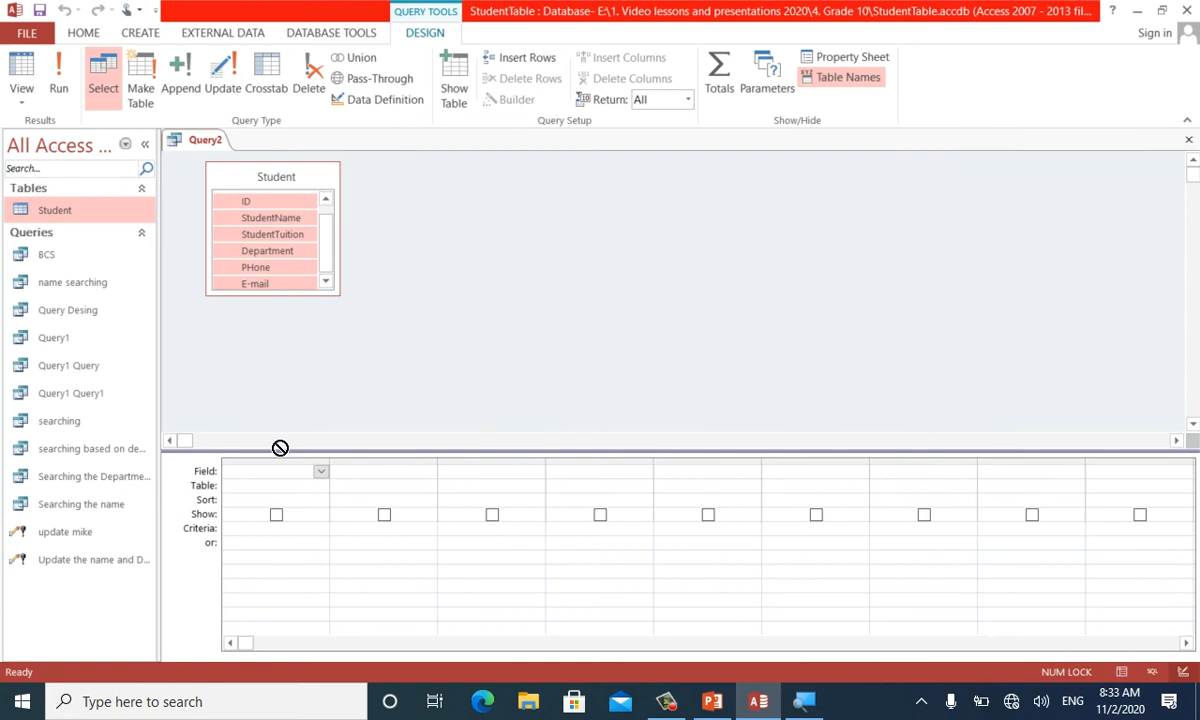 QUERY TOOLS
StudentTable : Database- E:\1. Video lessons and presentations 2020\4. Grade 10\StudentTable.accdb (Access 2007 - 2013 fil...
?
FILE
HOME
CREATE
EXTERNAL DATA
DATABASE TOOLS
DESIGN
Sign in
View
Run
Select
Make Table
Append
Update
Crosstab
Delete
Union
Pass-Through
Data Definition
Show Table
Insert Rows
Delete Rows
Builder
Insert Columns
Delete Columns
Return: All
Totals
Parameters
Property Sheet
Table Names
Results
Query Type
Query Setup
Show/Hide
All Access ...
Search...
Tables
Student
Queries
BCS
name searching
Query Desing
Query1
Query1 Query
Query1 Query1
searching
searching based on de...
Searching the Departme...
Searching the name
update mike
Update the name and D...
Query2
Student
ID
StudentName
StudentTuition
Department
PHone
E-mail
Field:
Table:
Sort:
Show:
Criteria:
or:
Ready
NUM LOCK
SQL
Type here to search
ENG
8:33 AM
11/2/2020